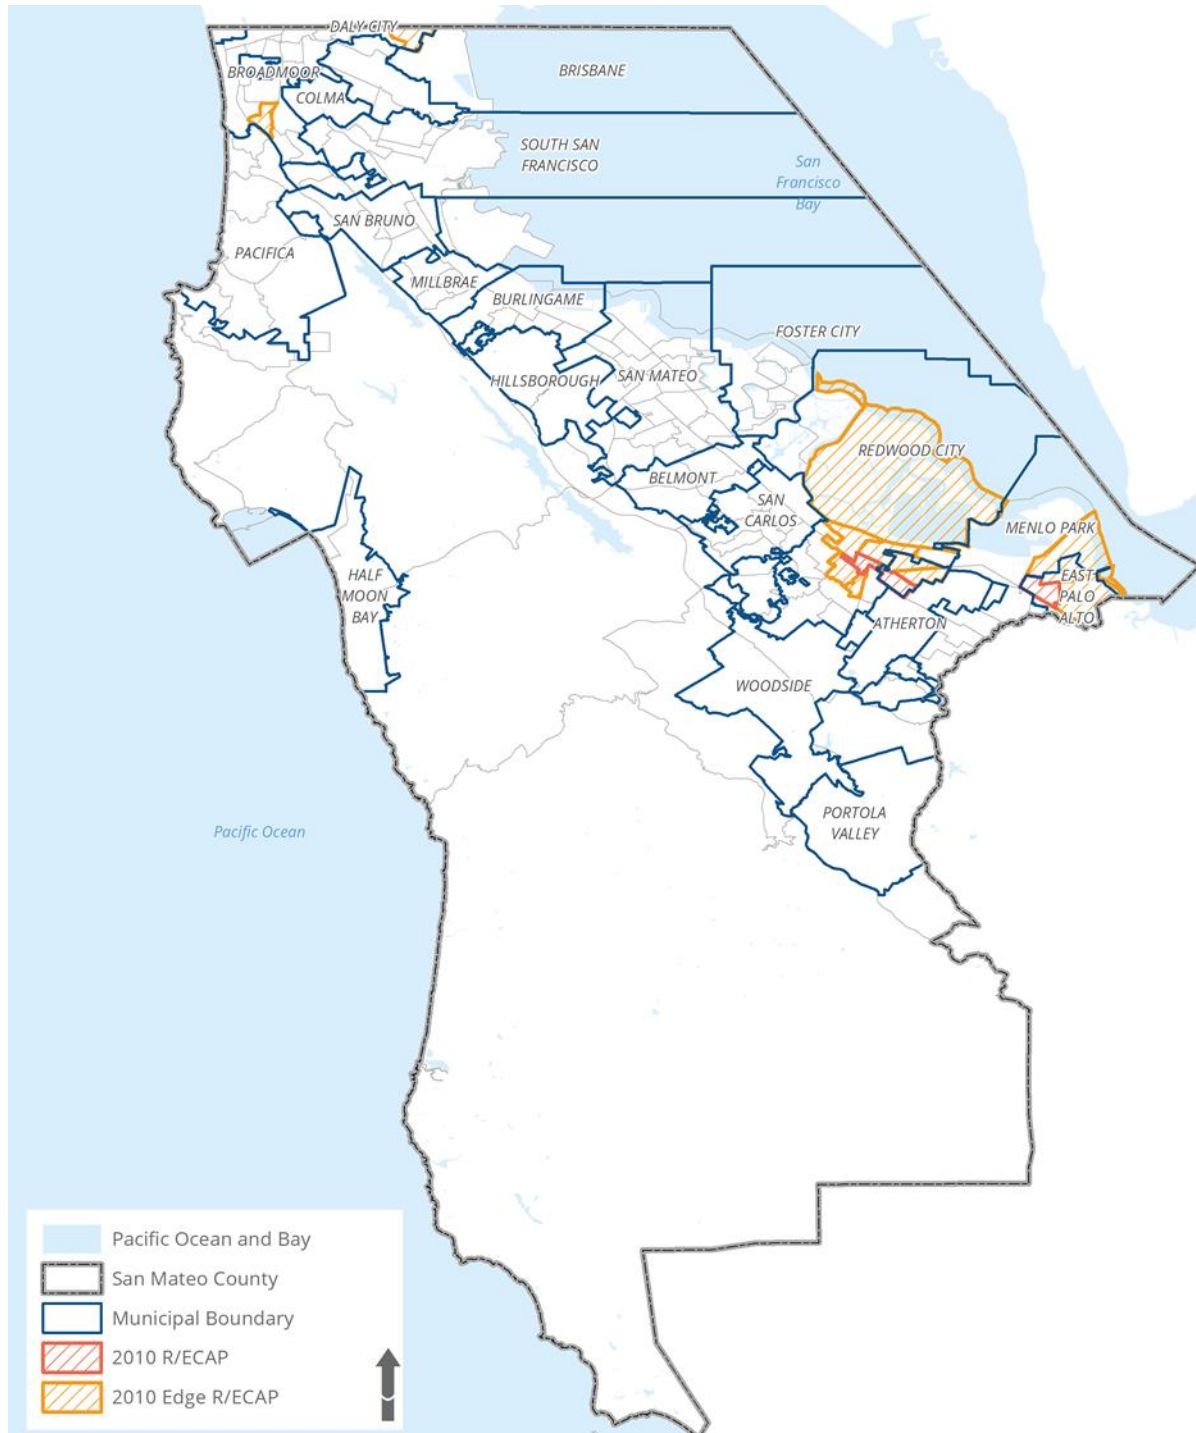 DALY CITY
BROADMOOR
BRISBANE
COLMA
SOUTH SAN
FRANCISCO
San
Francisco
Bay
SAN BRUNO
PACIFICA
MILLBRAE
BURLINGAME
FOSTER CITY
HILLSBOROUGH
SAN MATEO
REDWOOD CITY
BELMONT
SAN
CARLOS
MENLO PARK
HALF
MOON
BAY
EAST
PALO
ALTO
ATHERTON
WOODSIDE
PORTOLA
VALLEY
Pacific Ocean
Pacific Ocean and Bay
San Mateo County
Municipal Boundary
2010 R/ECAP
2010 Edge R/ECAP